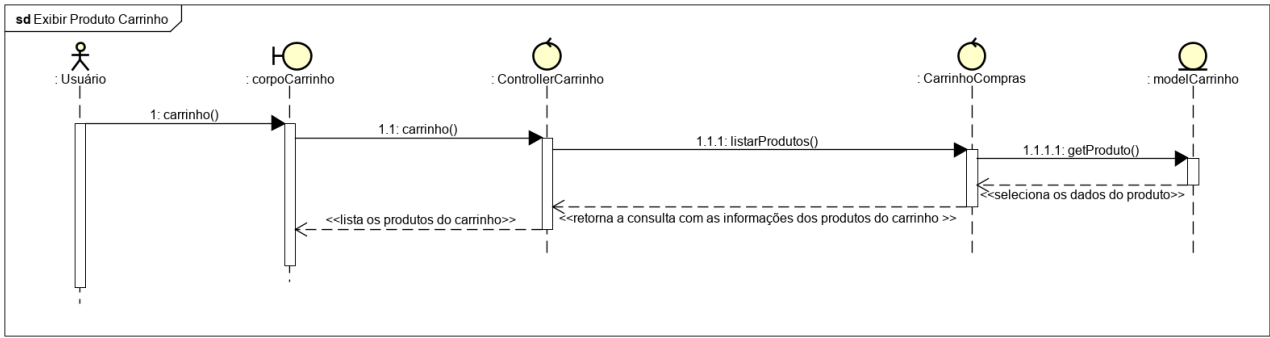 sd Exibir Produto Carrinho
: Usuário
: corpoCarrinho
: ControllerCarrinho
: CarrinhoCompras
: modelCarrinho
1: carrinho()
1.1: carrinho()
1.1.1: listarProdutos()
1.1.1.1: getProduto()
<<seleciona os dados do produto>>
<<retorna a consulta com as informações dos produtos do carrinho >>
<<lista os produtos do carrinho>>